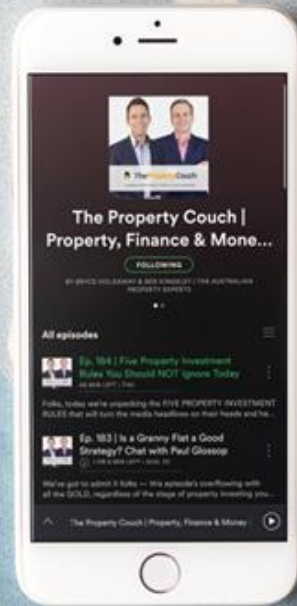 The Property Couch
The Property Couch |
Property, Finance & Mone...
FOLLOWING
BY BRYCE HOLDAWAY & BEN KINGSLEY | THE AUSTRALIAN
PROPERTY EXPERTS
All episodes
Ep. 184 | Five Property Investment
Rules You Should NOT Ignore Today
Folks, today we're unpacking the FIVE PROPERTY INVESTMENT
RULES that will turn the media headlines on their heads and he...
Ep. 183 | Is a Granny Flat a Good
Strategy? Chat with Paul Glossop
We've got to admit it folks — this episode's overflowing with
all the GOLD, regardless of the stage of property investing you...
The Property Couch | Property, Finance & Money